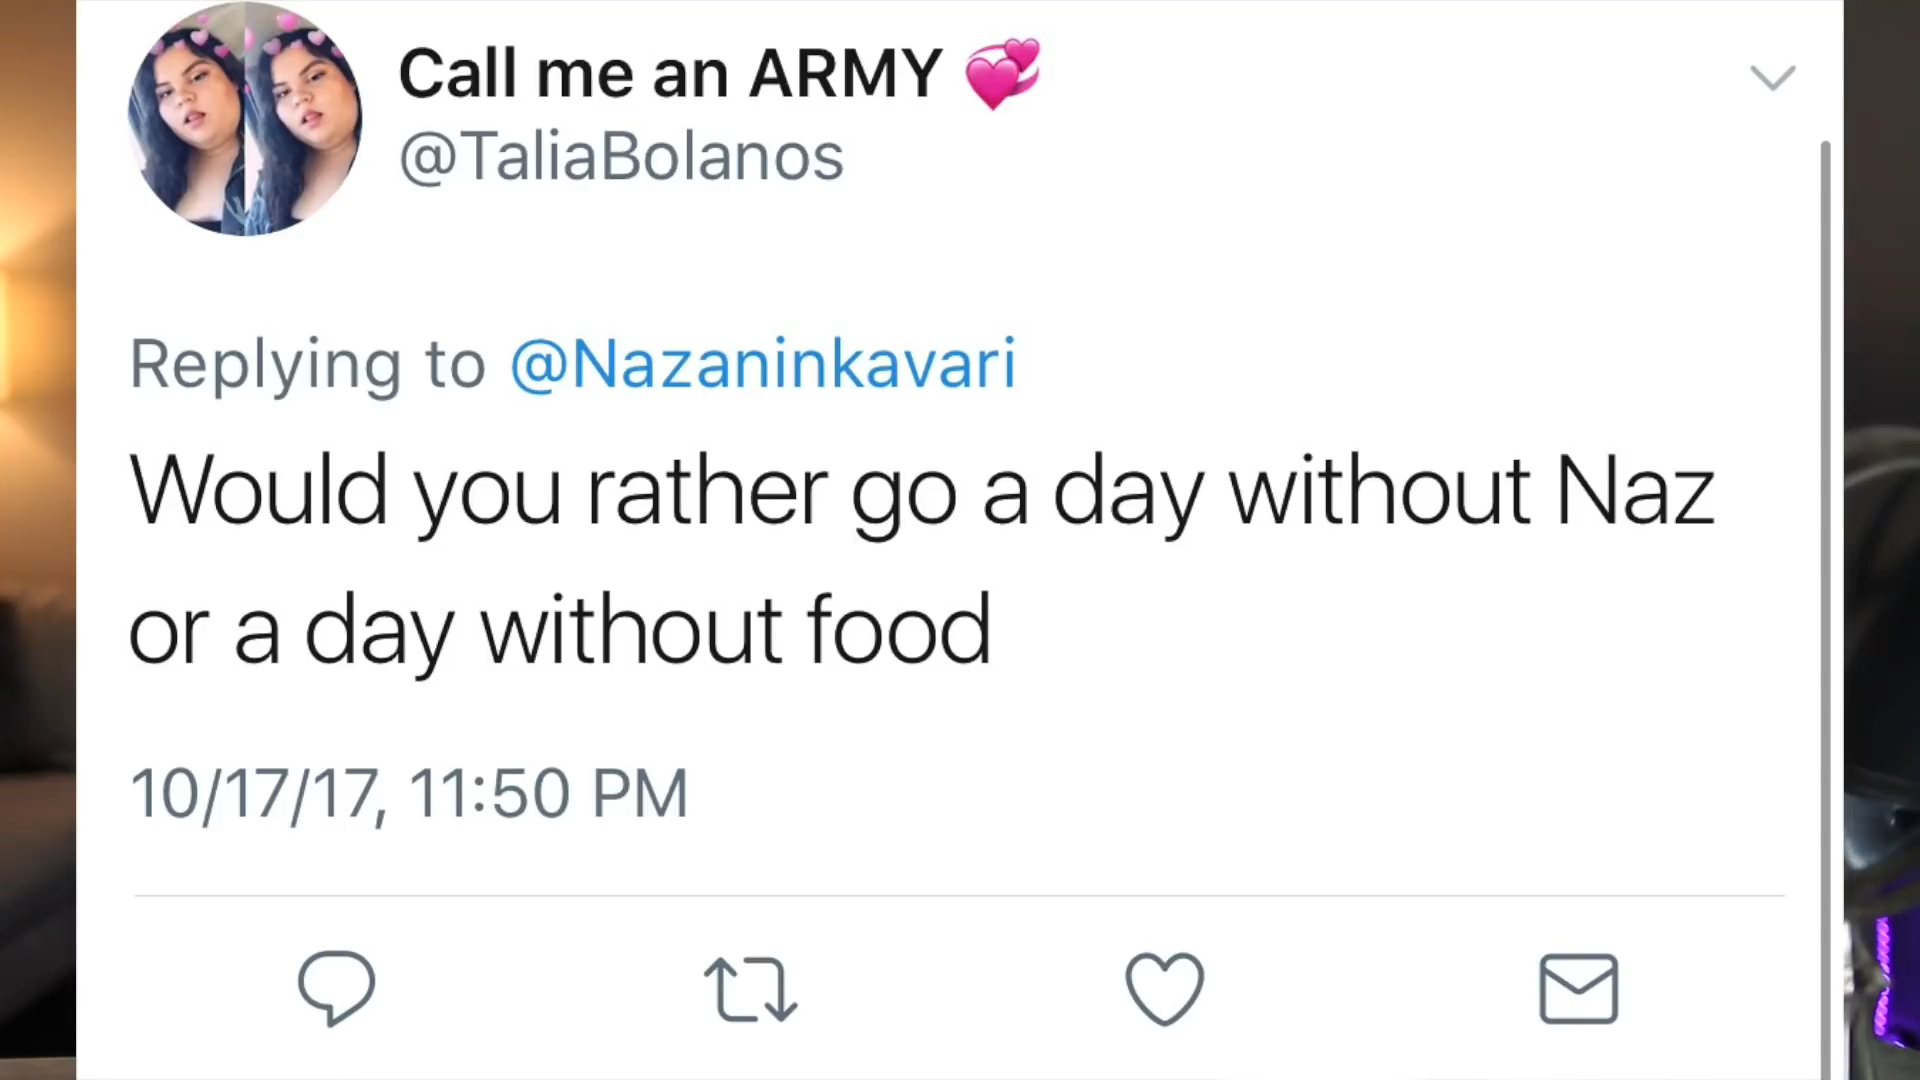 Call me an ARMY 💞
@TaliaBolanos
Replying to @Nazaninkavari
Would you rather go a day without Naz
or a day without food
10/17/17, 11:50 PM